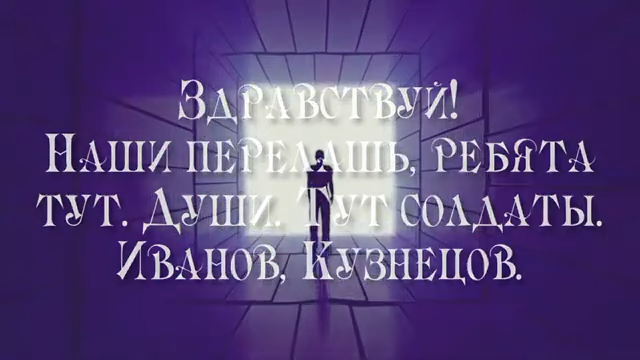 Здравствуй!
Наши передашь, ребята
тут. Души. Тут солдаты.
Иванов, Кузнецов.